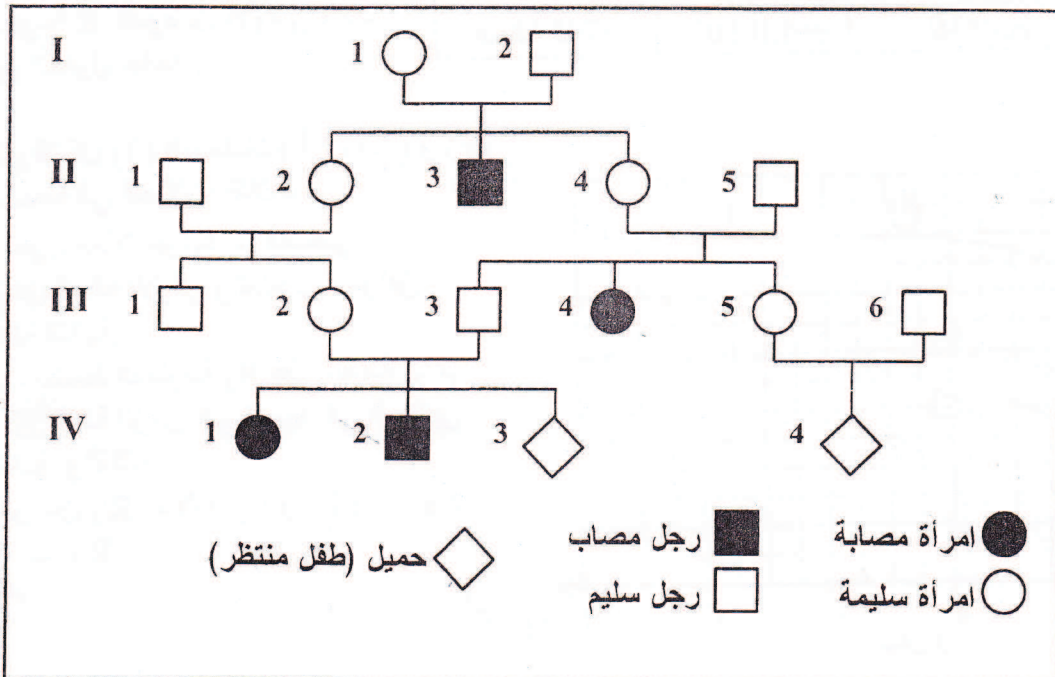 I 1 2
II 1 2 3 4 5
III 1 2 3 4 5 6
IV 1 2 3 4
امرأة مصابة رجل مصاب حميل (طفل منتظر)
امرأة سليمة رجل سليم